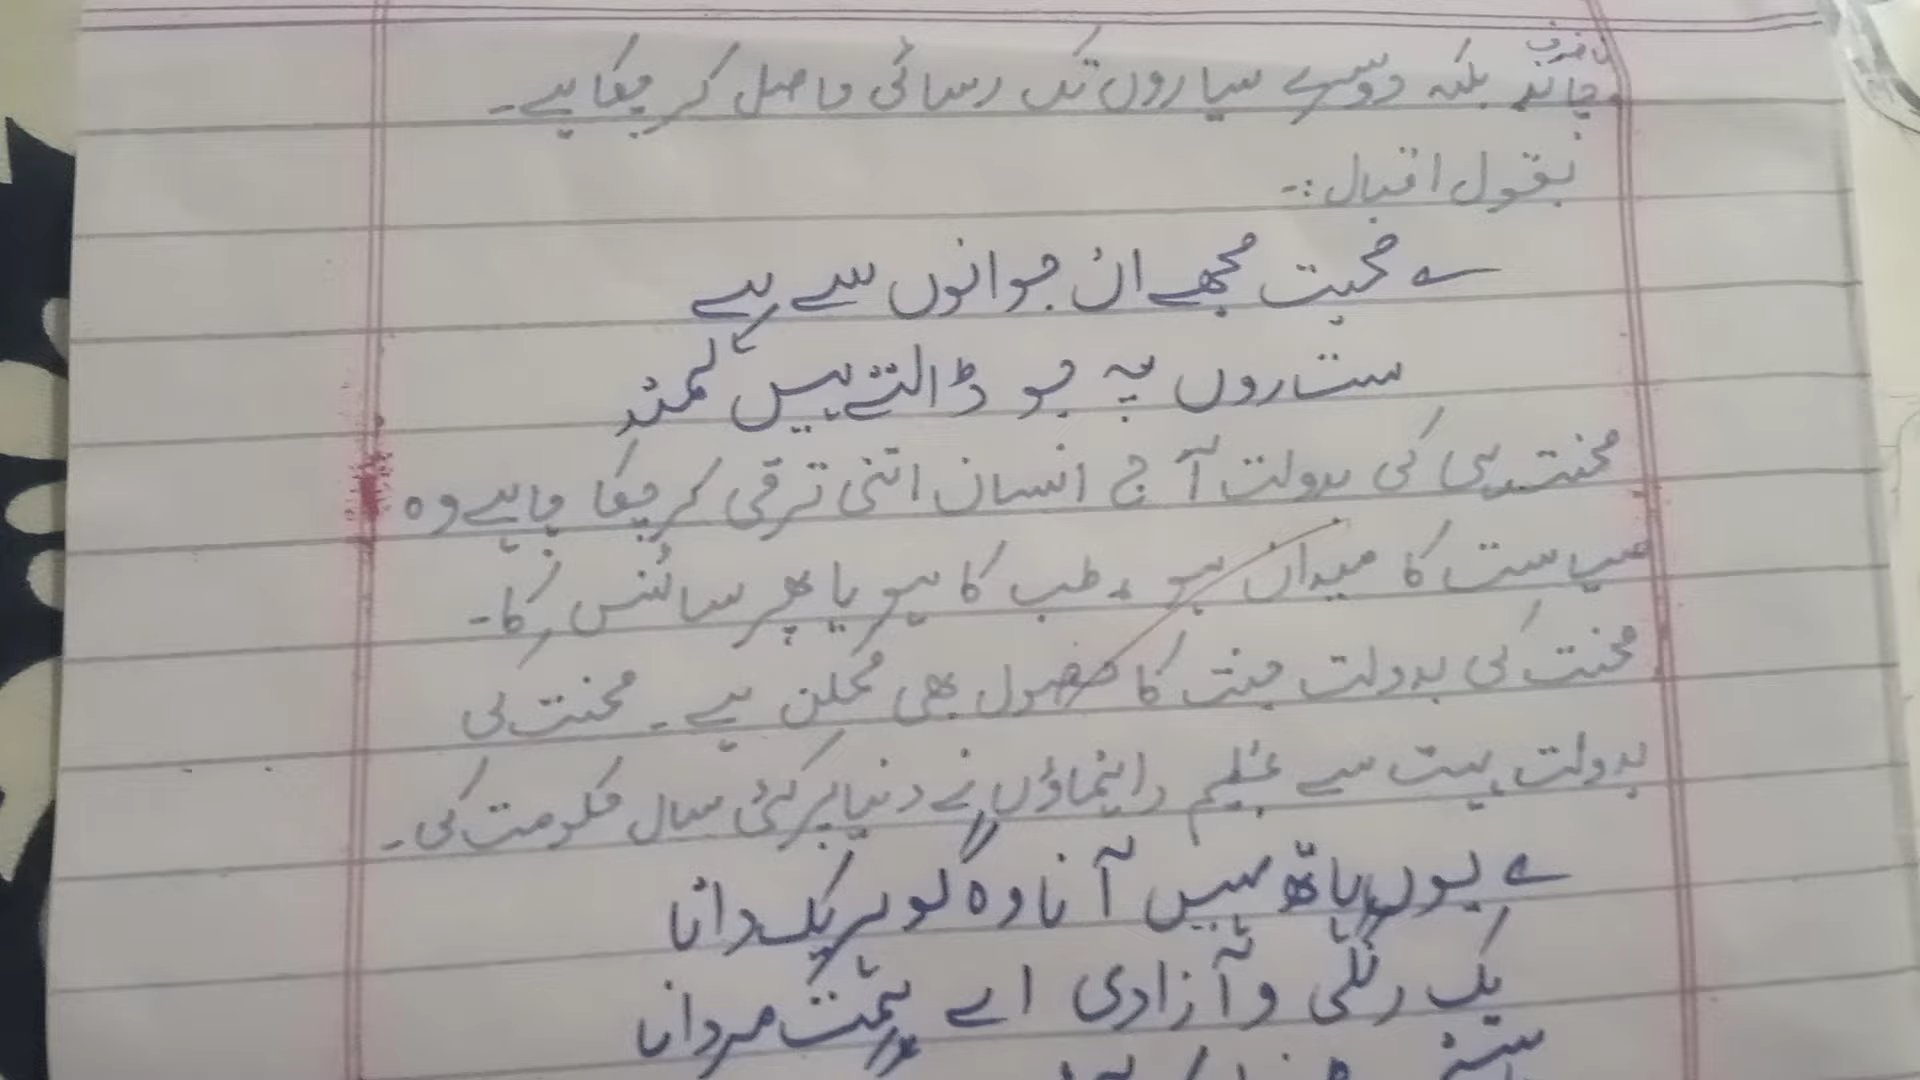 نہ صرف
چاند بلکہ دوسرے سیاروں تک رسائی حاصل کر چکا ہے۔
بقول اقبال :-
؎ محبت مجھے ان جوانوں سے ہے
ستاروں پہ جو ڈالتے ہیں کمند
محنت ہی کی بدولت آج انسان اتنی ترقی کر چکا چاہے وہ
سیاست کا میدان ہو، طب کا ہو یا پھر سائنس کا۔
محنت کی بدولت جنت کا حصول بھی ممکن ہے۔ محنت کی
بدولت بہت سے عظیم راہنماؤں نے دنیا پر کئی سال حکومت کی۔
؎ یوں ہاتھ نہیں آتا وہ گوہر یک دانا
یک رنگی و آزادی اے ہمت مردانا